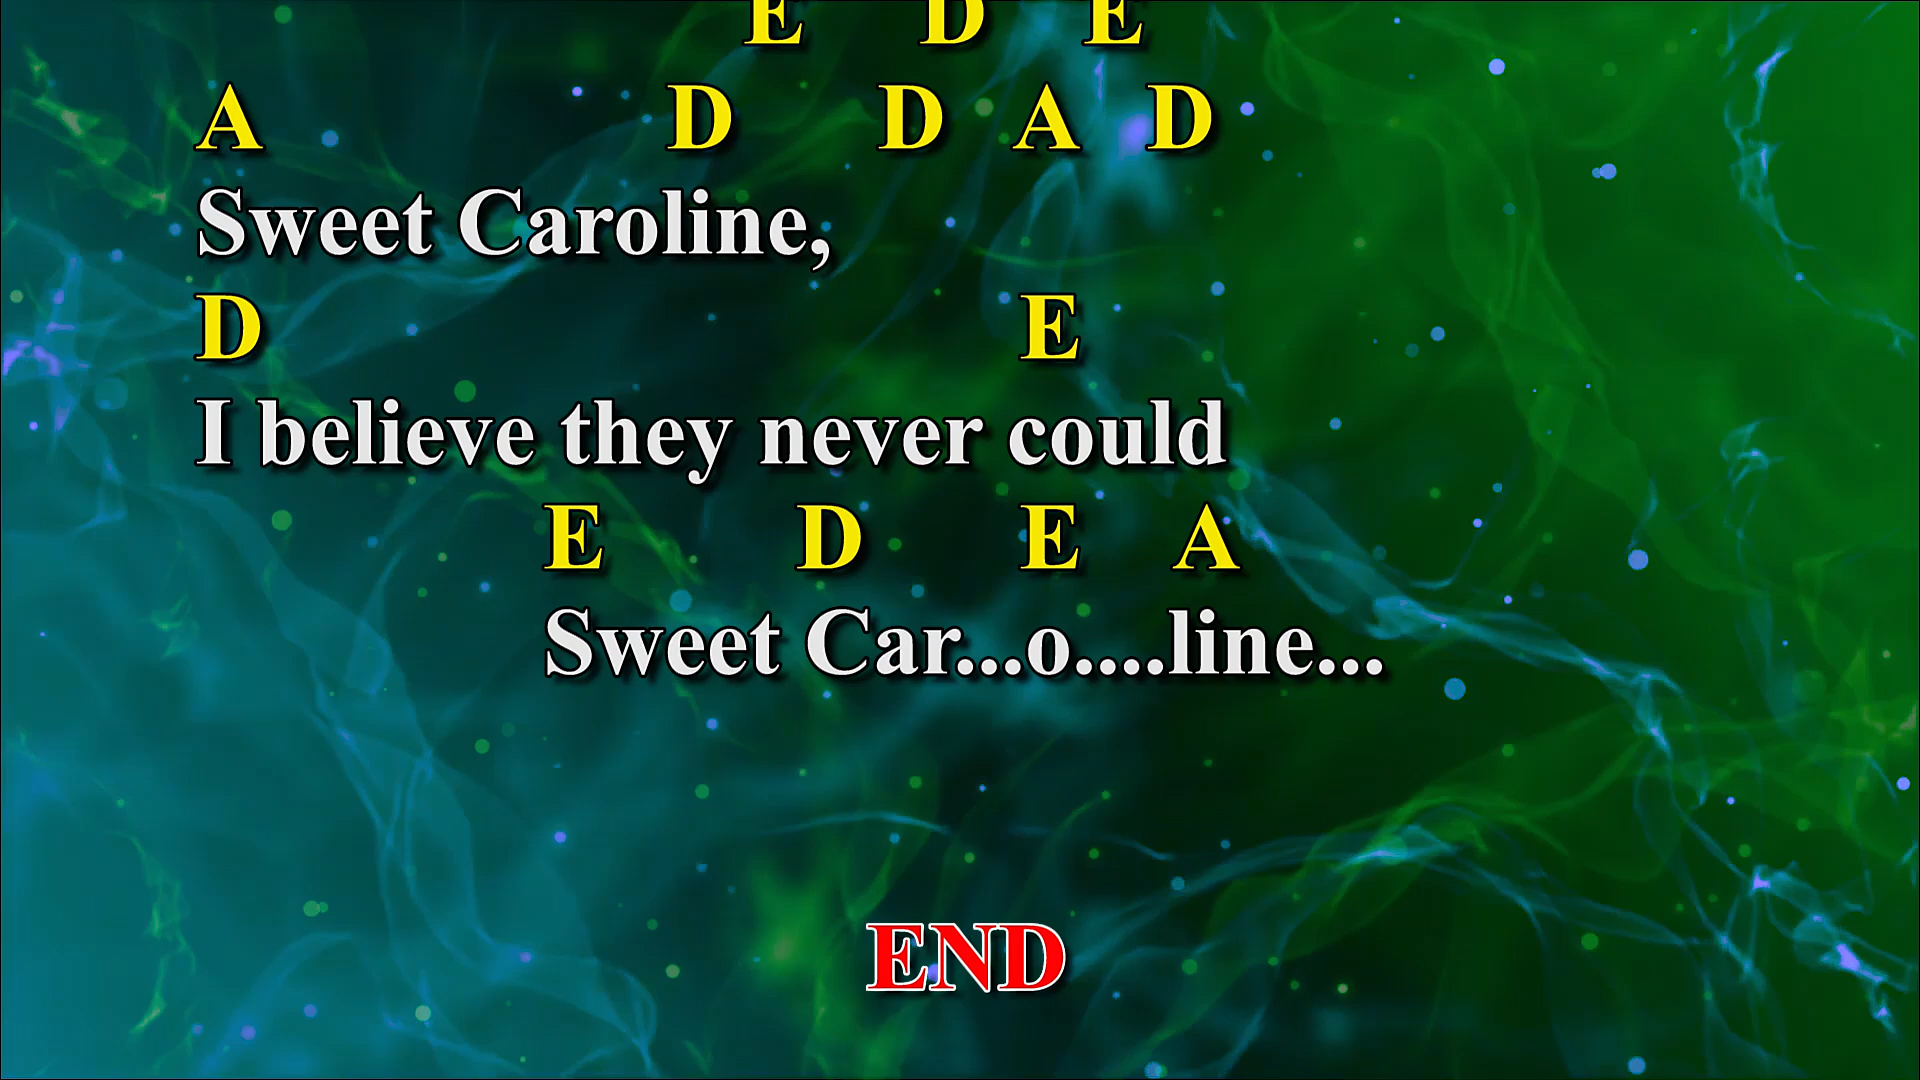 E D E
A D D A D
Sweet Caroline,
D E
I believe they never could
E D E A
Sweet Car...o....line...
END